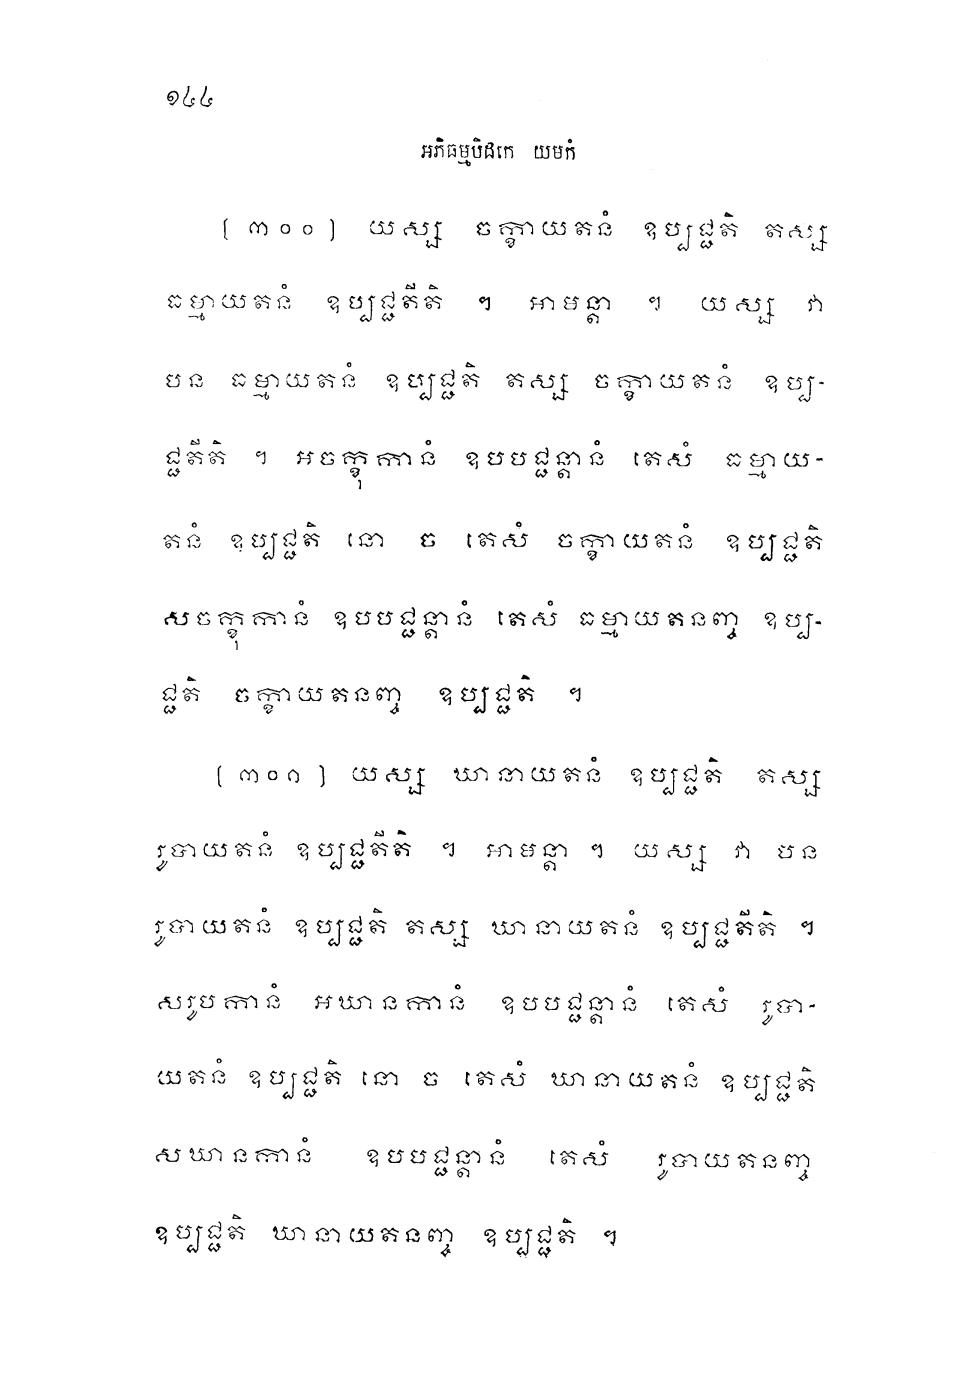 ១៤៤
អភិធម្មបិដកេ យមកំ
(៣០០) យស្ស ចក្ខាយតនំ ឧប្បជ្ជតិ តស្ស
ធម្មាយតនំ ឧប្បជ្ជតីតិ ។ អាមន្តា ។ យស្ស វា
បន ធម្មាយតនំ ឧប្បជ្ជតិ តស្ស ចក្ខាយតនំ ឧប្ប-
ជ្ជតីតិ ។ អចក្ខុកានំ ឧបបជ្ជន្តានំ តេសំ ធម្មាយ-
តនំ ឧប្បជ្ជតិ នោ ច តេសំ ចក្ខាយតនំ ឧប្បជ្ជតិ
សចក្ខុកានំ ឧបបជ្ជន្តានំ តេសំ ធម្មាយតនញ្ច ឧប្ប-
ជ្ជតិ ចក្ខាយតនញ្ច ឧប្បជ្ជតិ ។
(៣០១) យស្ស ឃានាយតនំ ឧប្បជ្ជតិ តស្ស
រូបាយតនំ ឧប្បជ្ជតីតិ ។ អាមន្តា ។ យស្ស វា បន
រូបាយតនំ ឧប្បជ្ជតិ តស្ស ឃានាយតនំ ឧប្បជ្ជតីតិ ។
សរូបកានំ អឃានកានំ ឧបបជ្ជន្តានំ តេសំ រូបា-
យតនំ ឧប្បជ្ជតិ នោ ច តេសំ ឃានាយតនំ ឧប្បជ្ជតិ
សឃានកានំ ឧបបជ្ជន្តានំ តេសំ រូបាយតនញ្ច
ឧប្បជ្ជតិ ឃានាយតនញ្ច ឧប្បជ្ជតិ ។